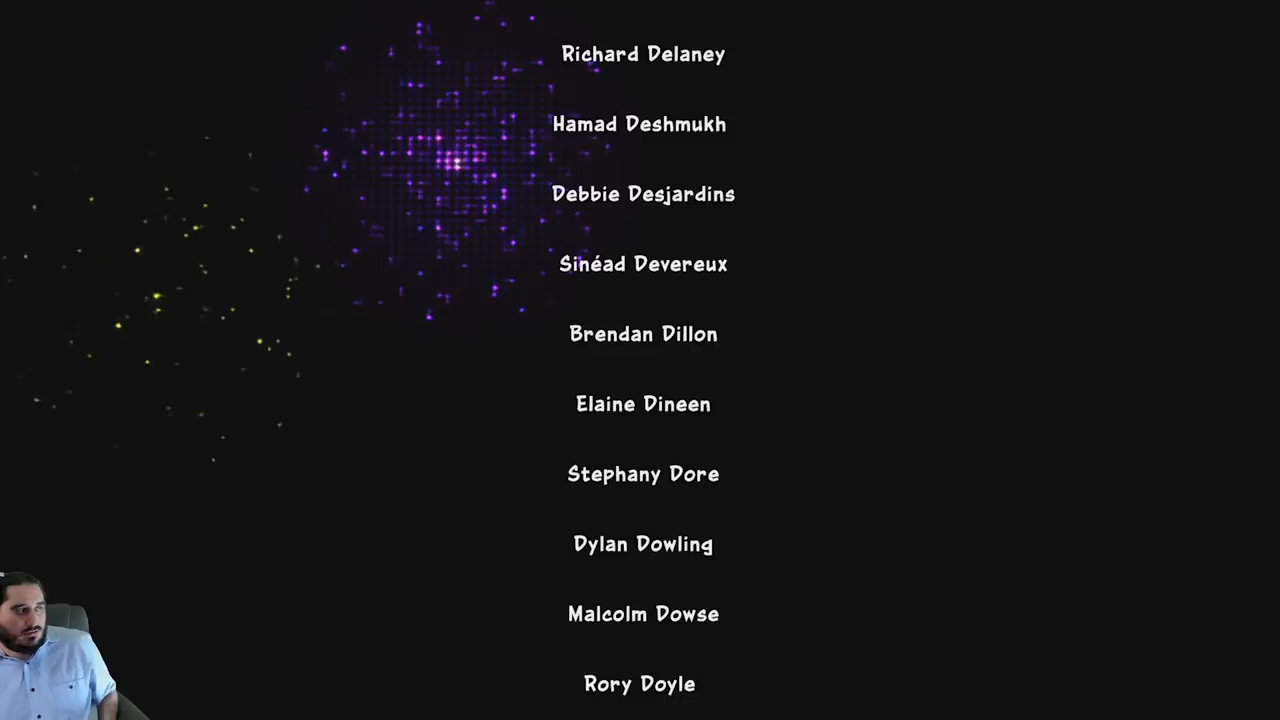 Richard Delaney
Hamad Deshmukh
Debbie Desjardins
Sinéad Devereux
Brendan Dillon
Elaine Dineen
Stephany Dore
Dylan Dowling
Malcolm Dowse
Rory Doyle